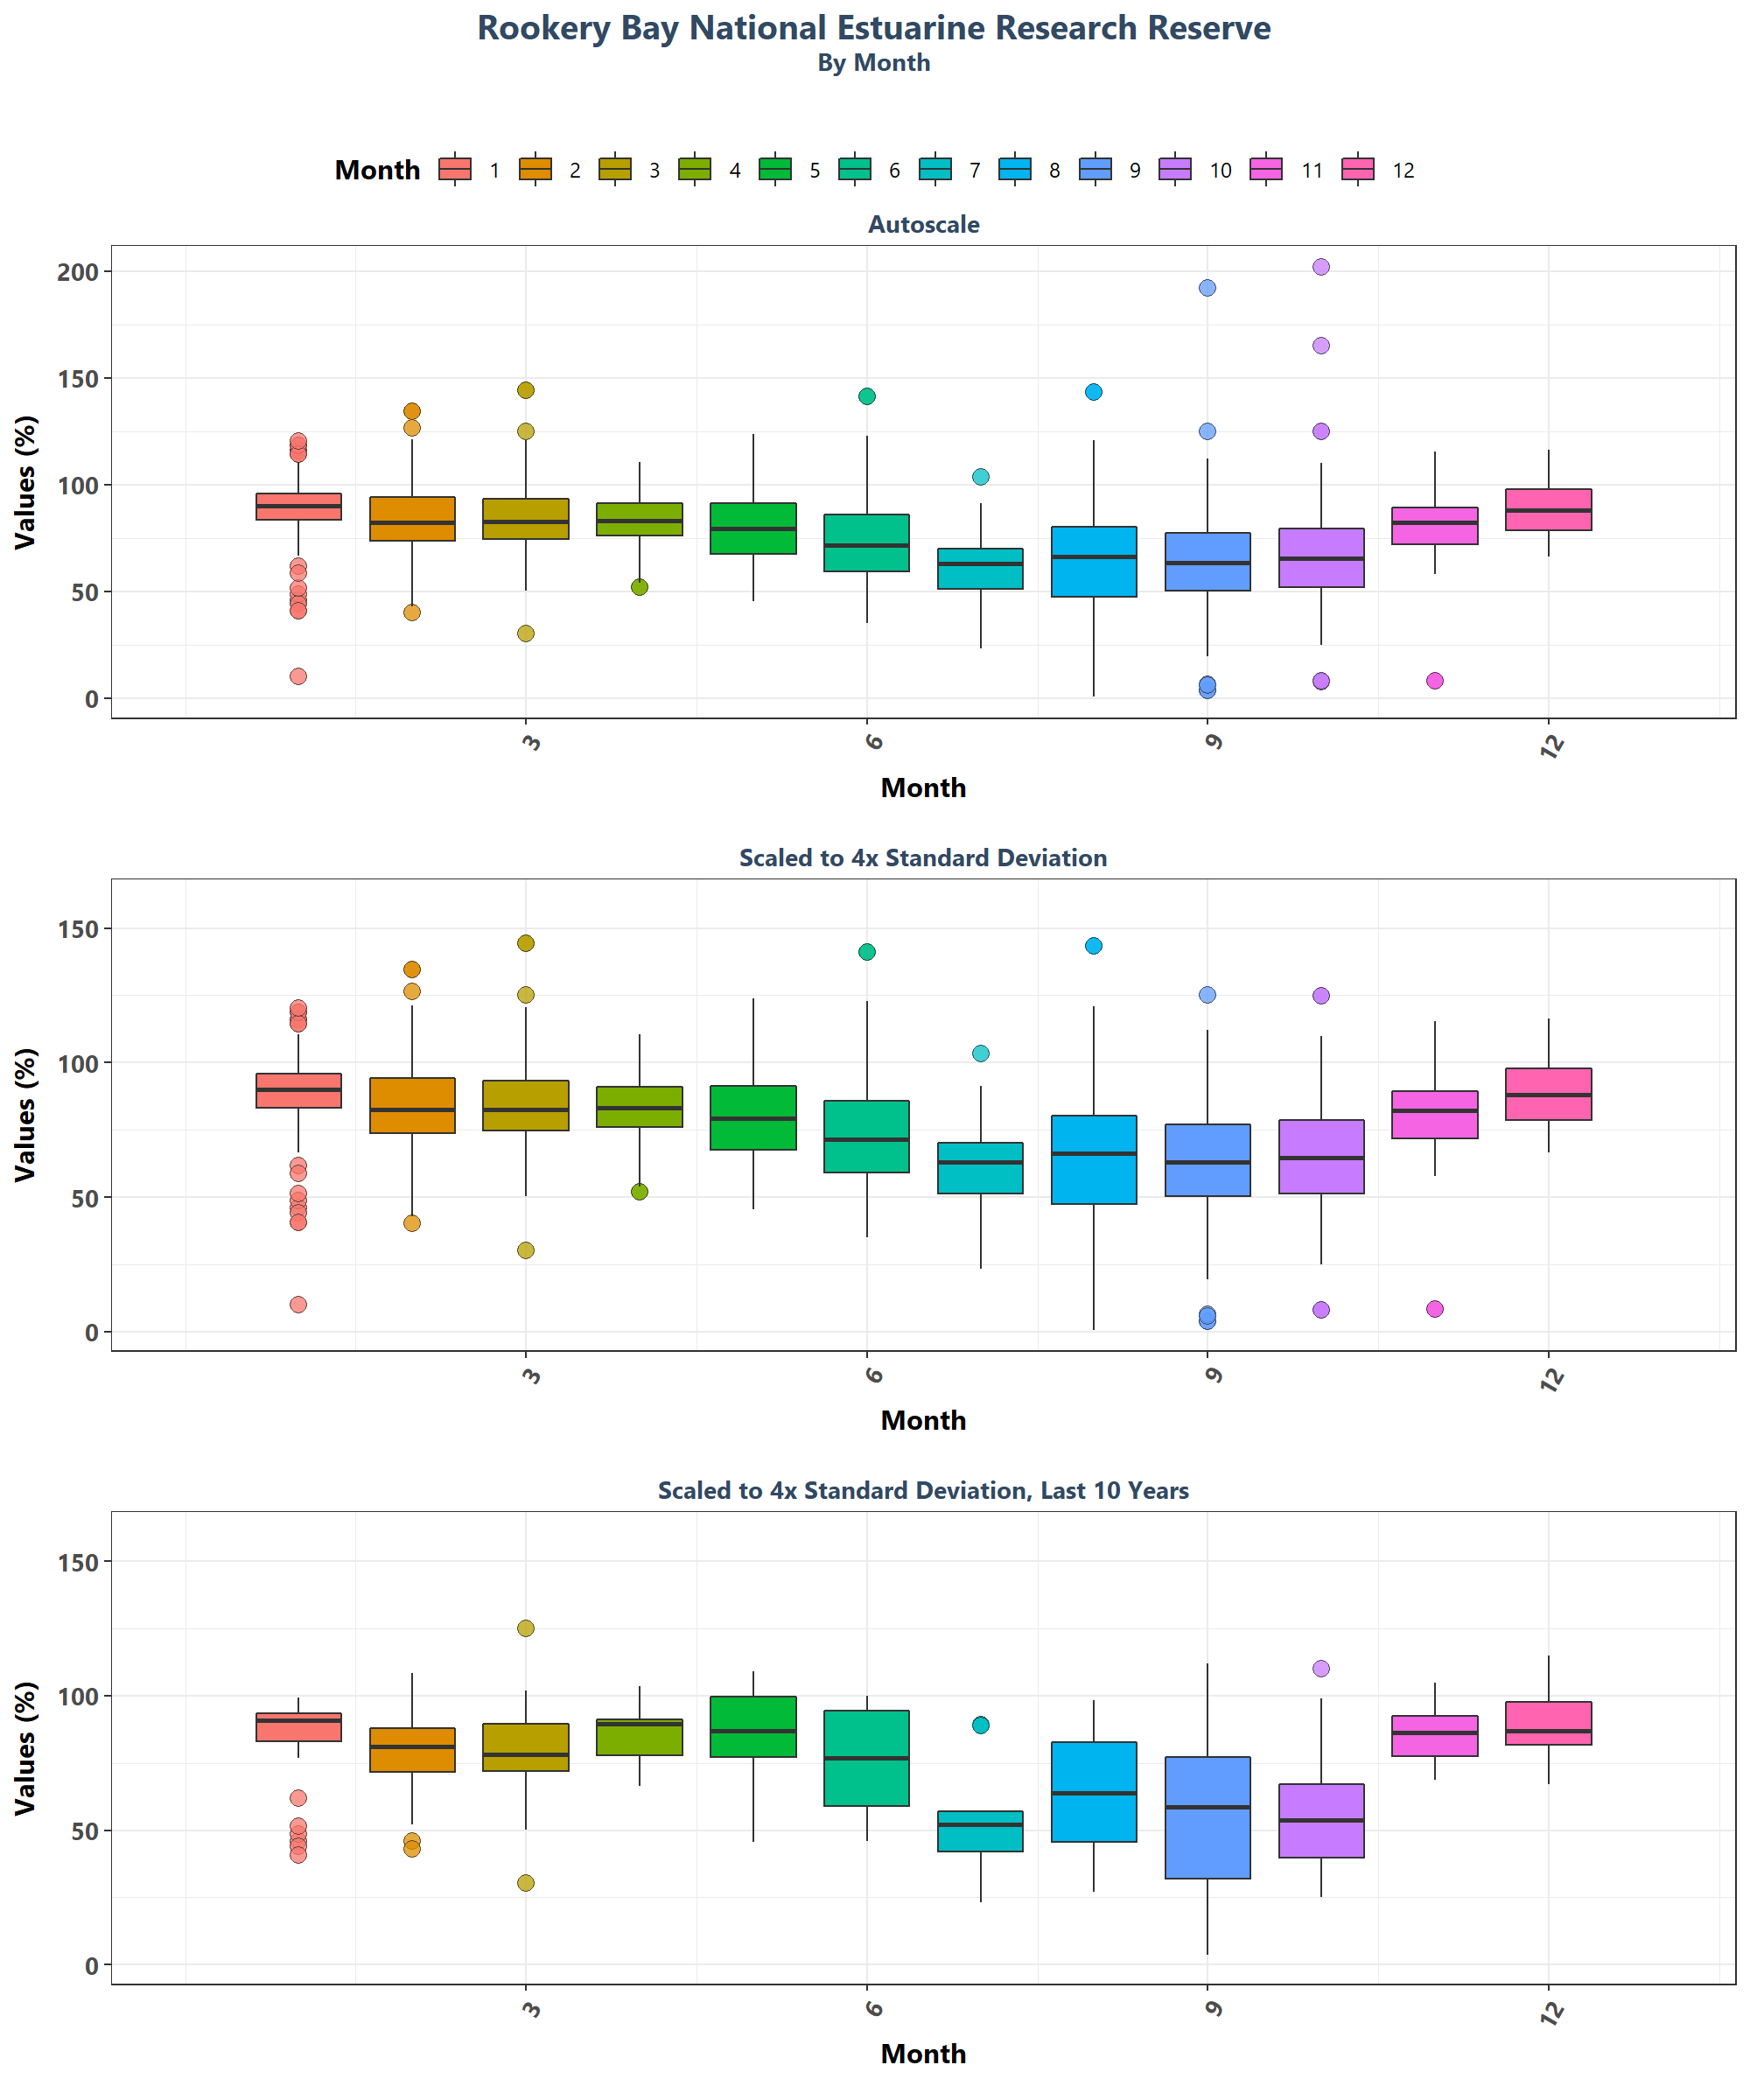 Rookery Bay National Estuarine Research Reserve
By Month
Month 1 2 3 4 5 6 7 8 9 10 11 12
Autoscale
Values (%)
200
150
100
50
0
3 6 9 12
Month
Scaled to 4x Standard Deviation
Values (%)
150
100
50
0
3 6 9 12
Month
Scaled to 4x Standard Deviation, Last 10 Years
Values (%)
150
100
50
0
3 6 9 12
Month